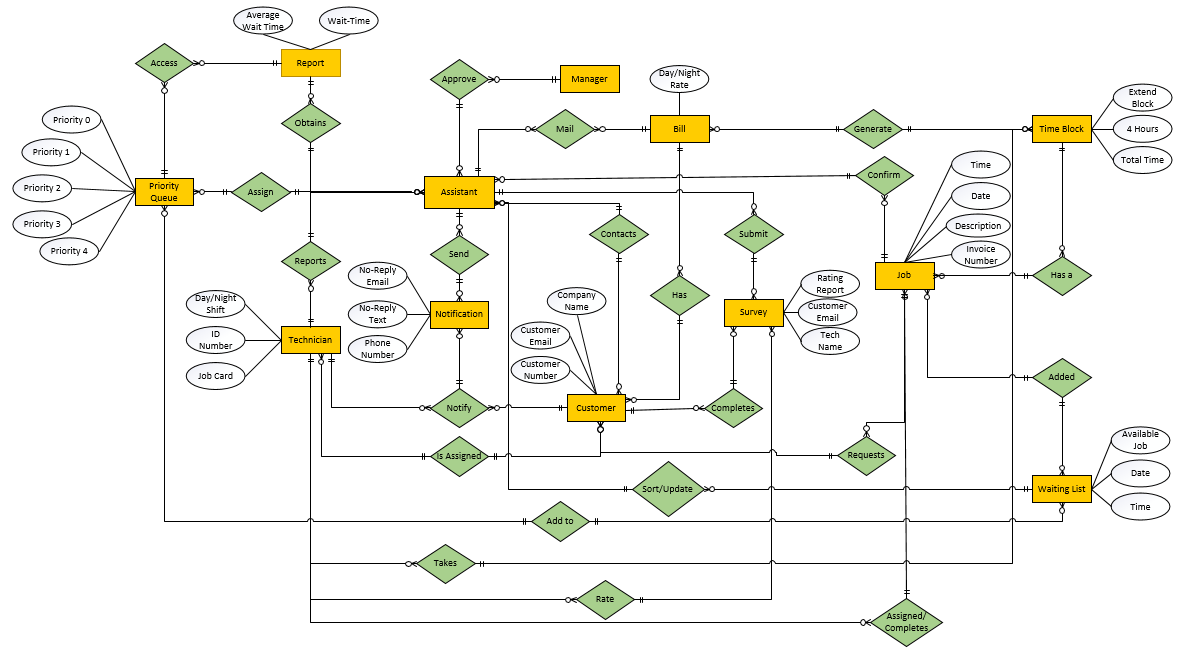 Average
Wait Time
Wait-Time
Access
Report
Approve
Manager
Day/Night
Rate
Extend
Block
Priority 0
Obtains
Mail
Bill
Generate
Time Block
4 Hours
Priority 1
Total Time
Time
Priority 2
Priority
Queue
Assign
Assistant
Confirm
Date
Priority 3
Contacts
Submit
Description
Priority 4
Send
Invoice
Number
Reports
No-Reply
Email
Job
Has a
Day/Night
Shift
Company
Name
Has
Rating
Report
No-Reply
Text
Notification
Survey
Customer
Email
ID
Number
Technician
Phone
Number
Customer
Email
Tech
Name
Job Card
Customer
Number
Added
Notify
Customer
Completes
Available
Job
Is Assigned
Requests
Date
Sort/Update
Waiting List
Time
Add to
Takes
Rate
Assigned/
Completes